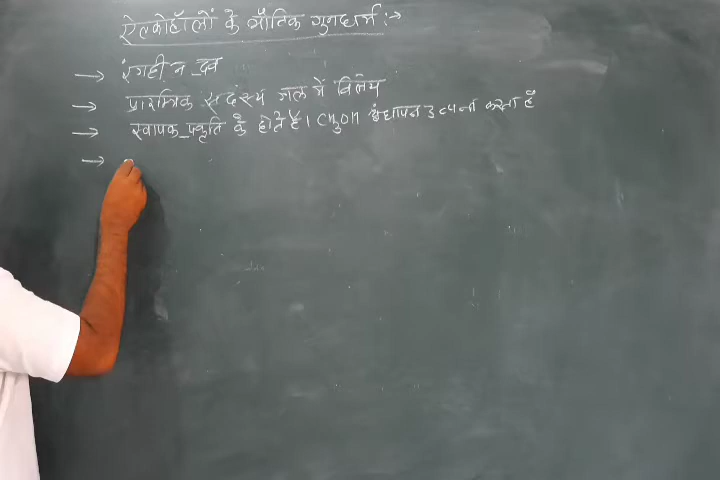 ऐल्कोहॉलों के भौतिक गुणधर्म :→
→ रंगहीन द्रव
→ प्रारम्भिक सदस्य जल में विलेय
→ स्वापक प्रकृति के होते हैं। CH3OH अंधापन उत्पन्न करता है
→